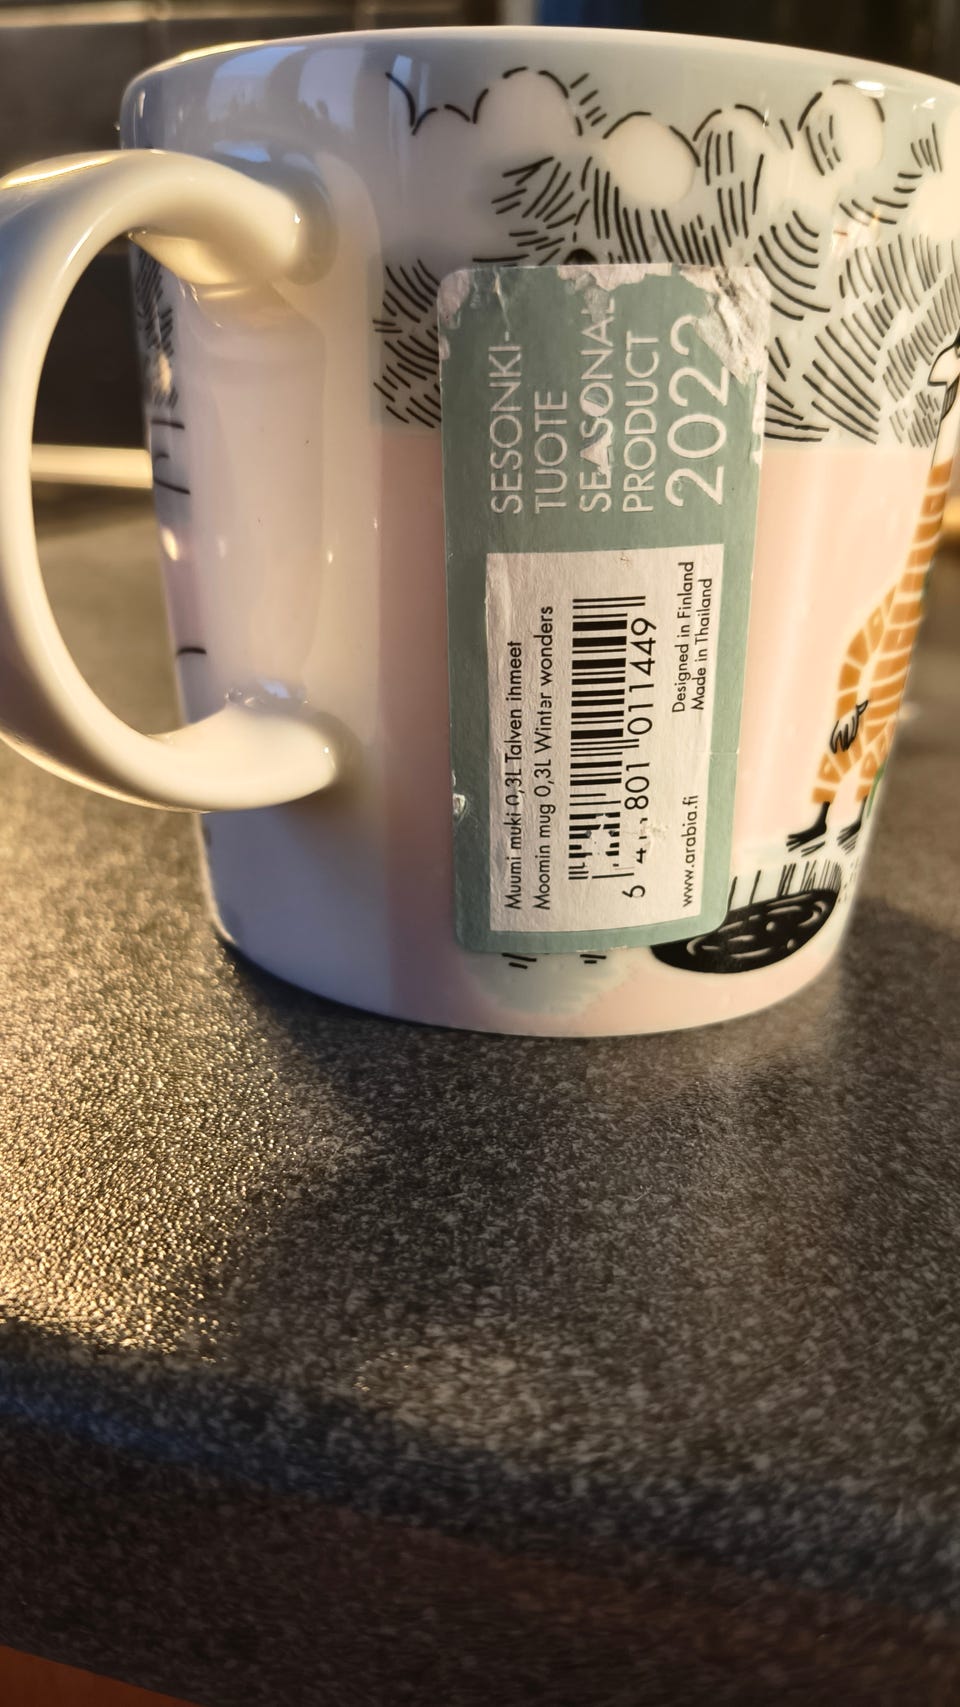 SESONKI-
TUOTE
SEASONAL
PRODUCT
2022
Muumi muki 0,3L Talven ihmeet
Moomin mug 0,3L Winter wonders
801 011449
Designed in Finland
Made in Thailand
www.arabia.fi